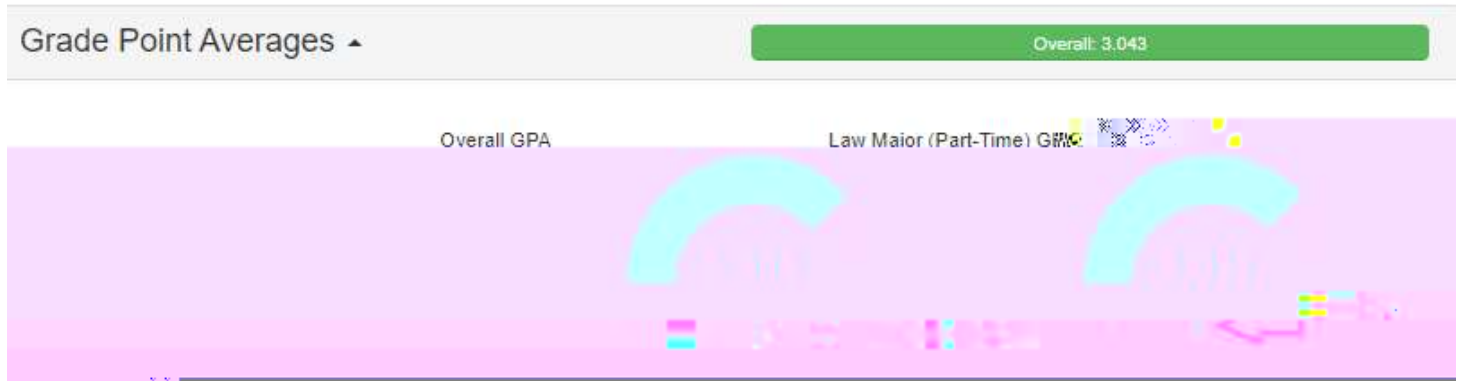 Grade Point Averages
Overall: 3.043
Overall GPA
Law Major (Part-Time)